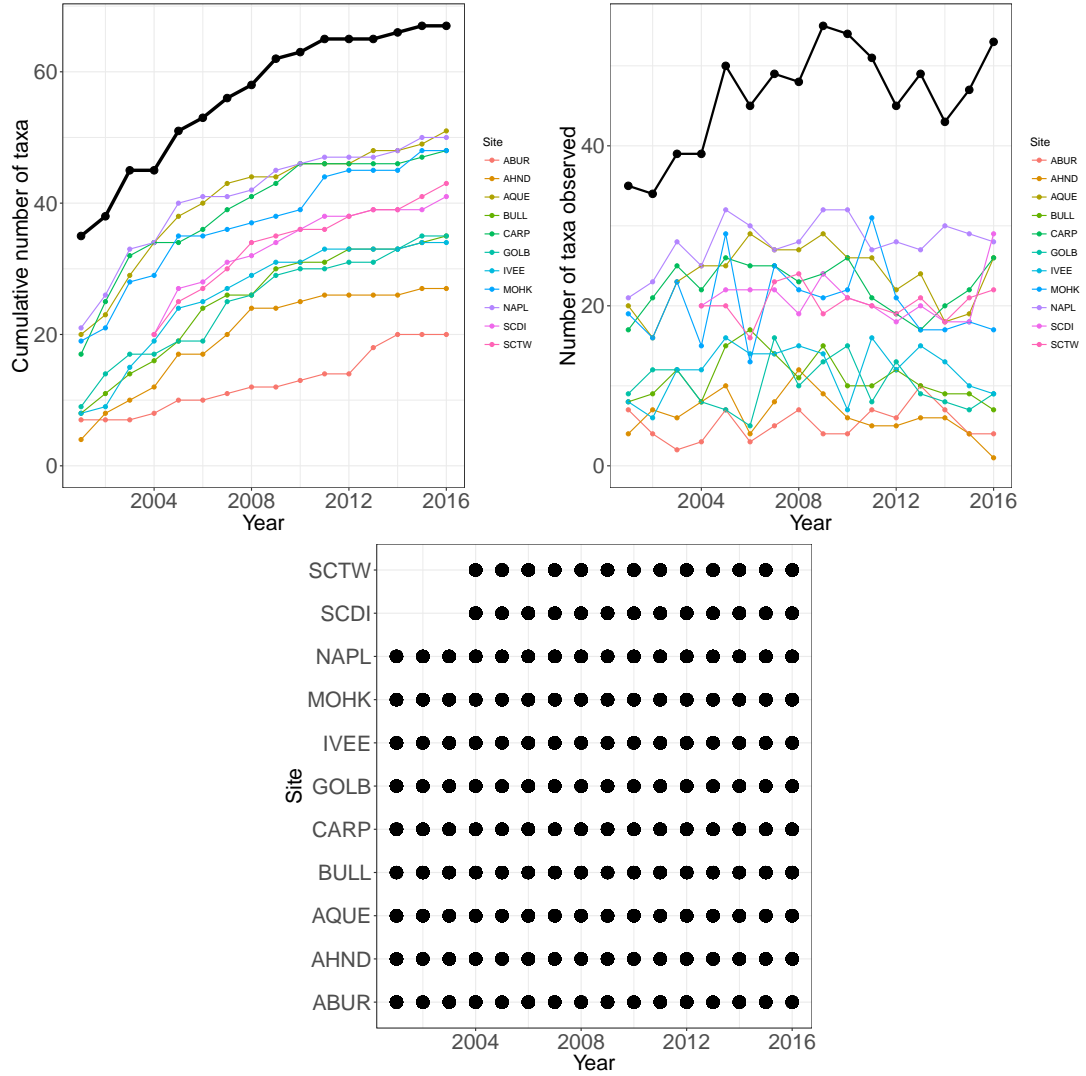 Cumulative number of taxa
60
40
20
0
2004 2008 2012 2016
Year
Site
ABUR
AHND
AQUE
BULL
CARP
GOLB
IVEE
MOHK
NAPL
SCDI
SCTW
Number of taxa observed
40
20
0
2004 2008 2012 2016
Year
Site
ABUR
AHND
AQUE
BULL
CARP
GOLB
IVEE
MOHK
NAPL
SCDI
SCTW
Site
SCTW
SCDI
NAPL
MOHK
IVEE
GOLB
CARP
BULL
AQUE
AHND
ABUR
2004 2008 2012 2016
Year